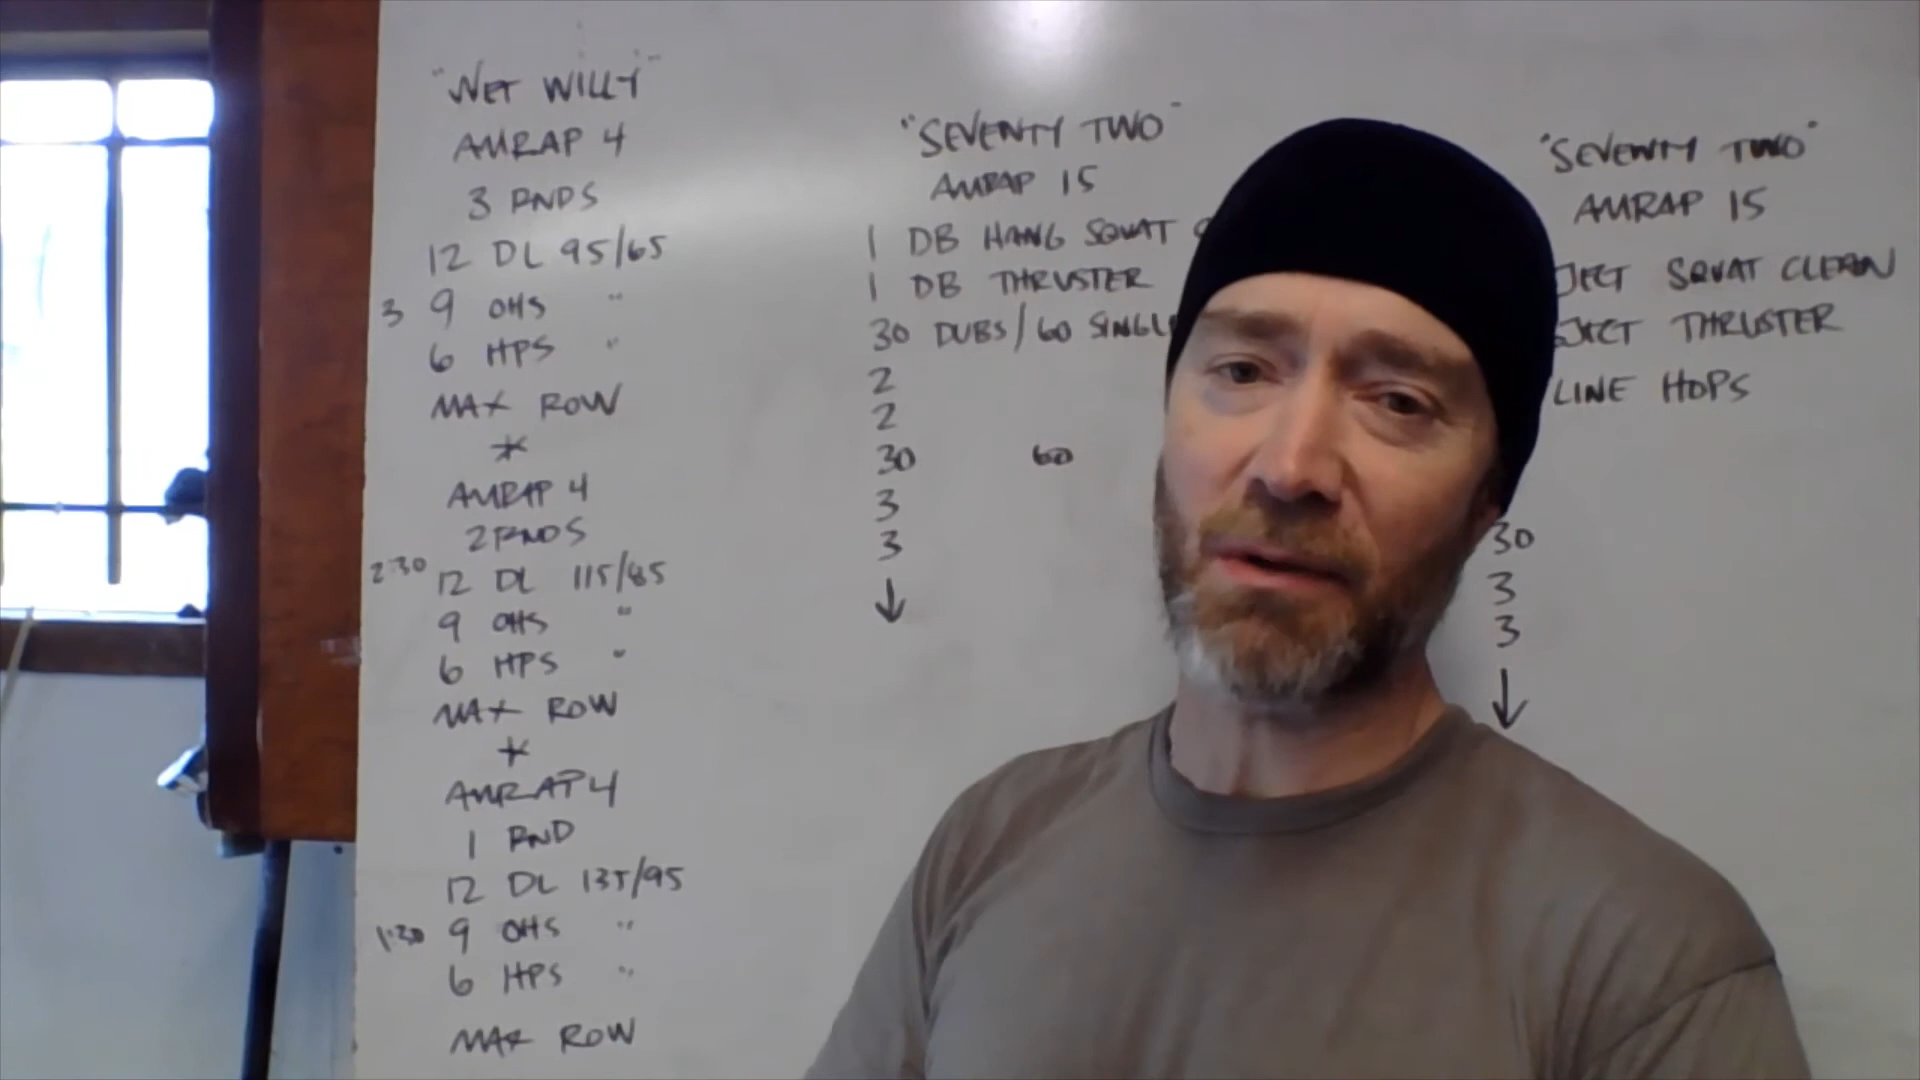 "WET WILLY"
AMRAP 4
3 RNDS
12 DL 95/65
3 9 OHS "
6 HPS "
MAX ROW
*
AMRAP 4
2 RNDS
2:30 12 DL 115/85
9 OHS "
6 HPS "
MAX ROW
*
AMRAP 4
1 RND
12 DL 135/95
1:30 9 OHS "
6 HPS "
MAX ROW
"SEVENTY TWO"
AMRAP 15
1 DB HANG SQUAT
1 DB THRUSTER
30 DUBS/60 SINGL
2
2
30 60
3
3
↓
"SEVENTY TWO"
AMRAP 15
JECT SQUAT CLEAN
JECT THRUSTER
LINE HOPS
30
3
3
↓